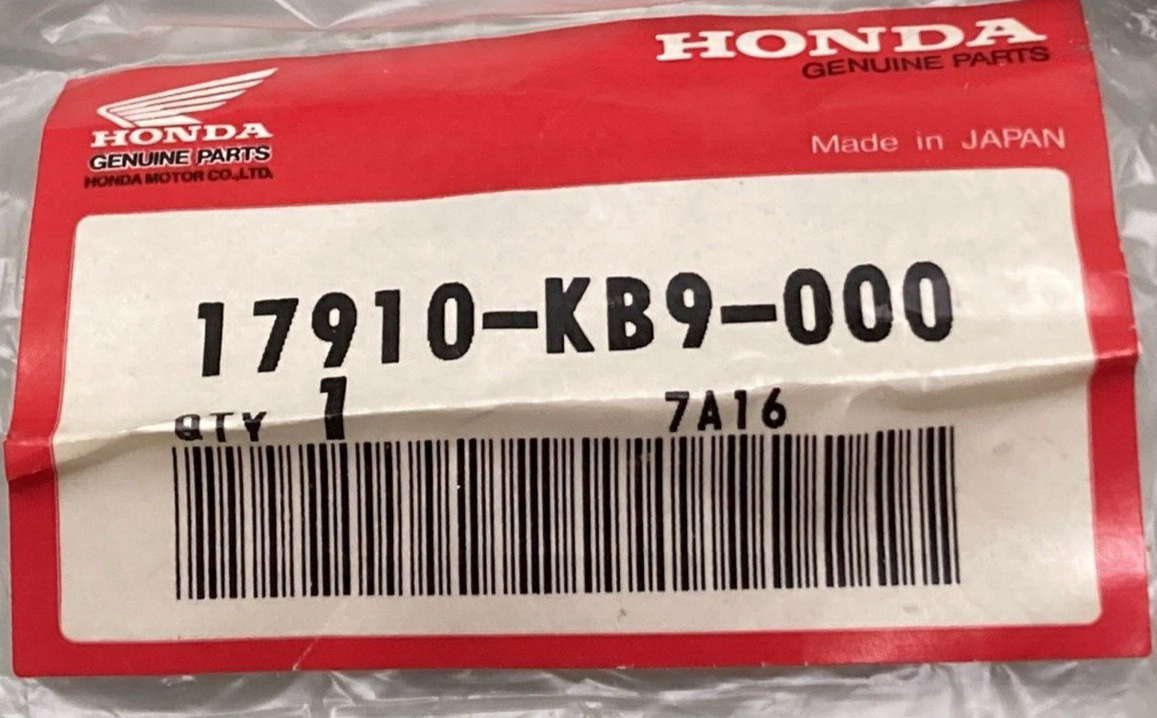 HONDA
GENUINE PARTS
HONDA
GENUINE PARTS
HONDA MOTOR CO.,LTD.
Made in JAPAN
17910-KB9-000
QTY 1 7A16